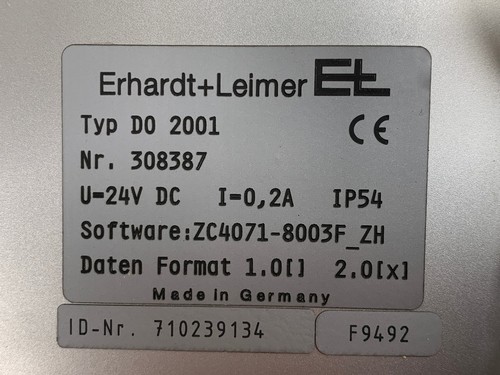 Erhardt+Leimer E+L
Typ DO 2001 CE
Nr. 308387
U=24V DC I=0,2A IP54
Software:ZC4071-8003F_ZH
Daten Format 1.0[] 2.0[x]
Made in Germany
ID-Nr. 710239134 F9492